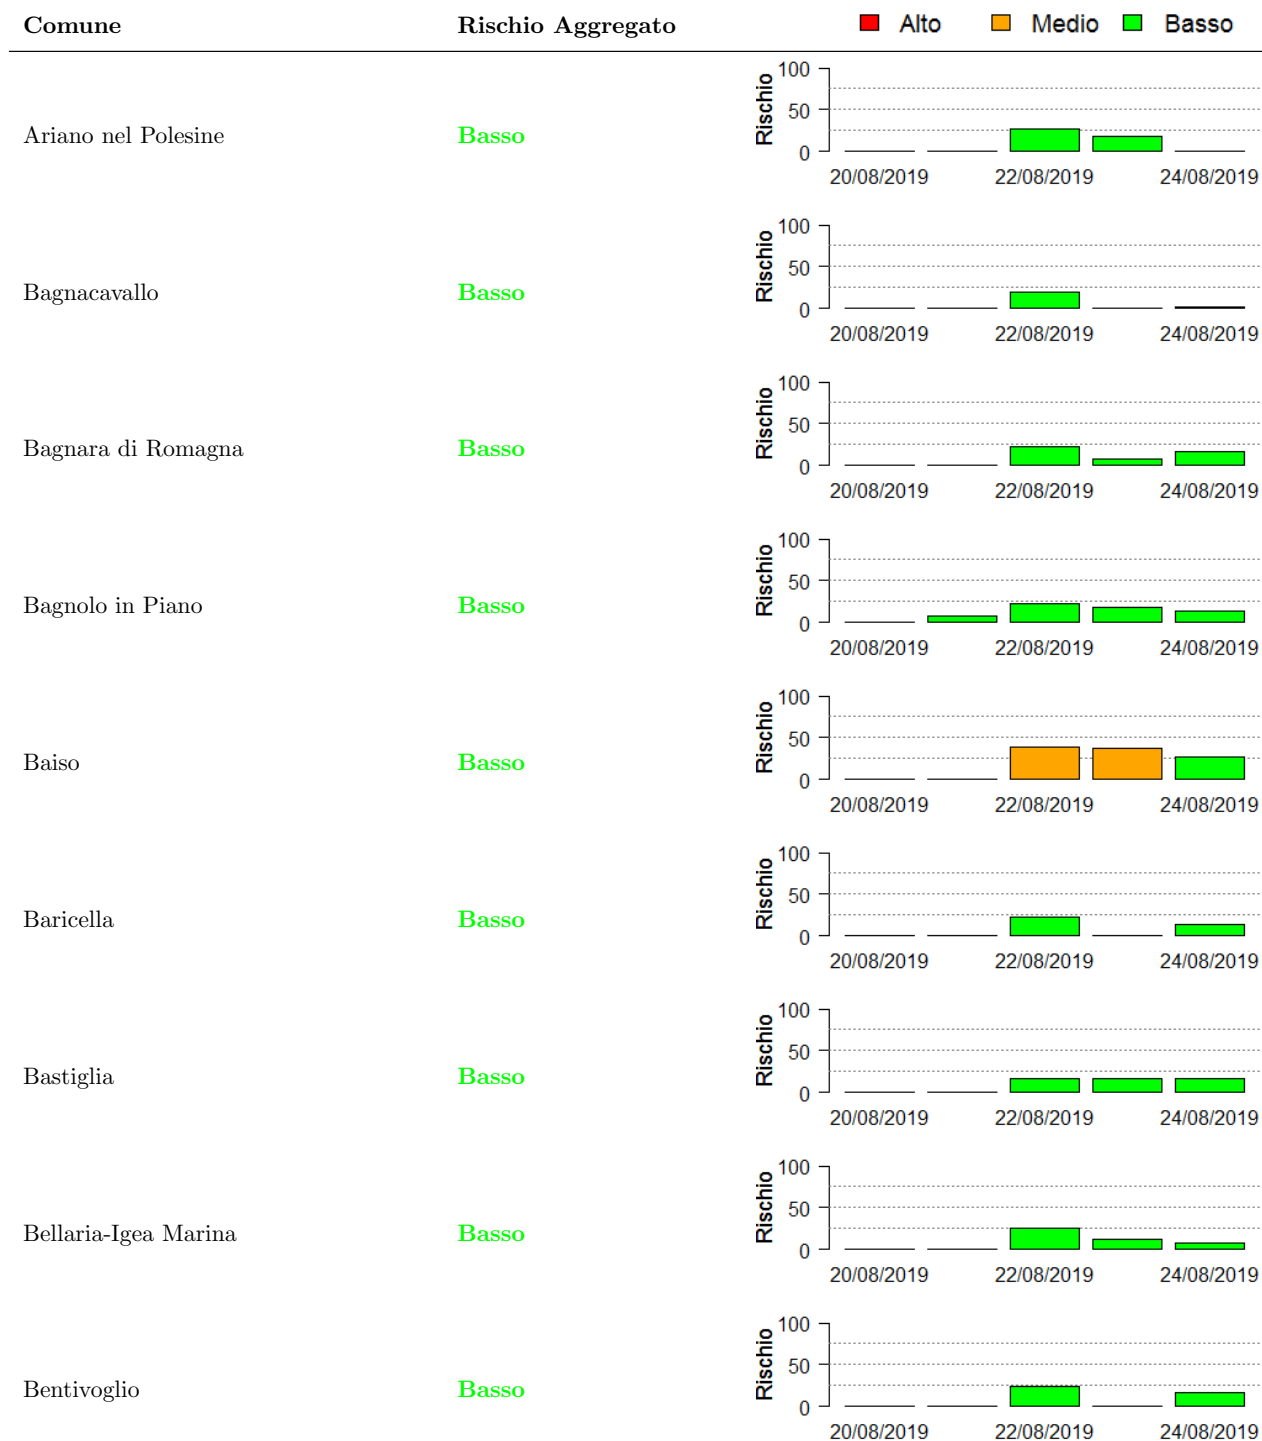 Comune Rischio Aggregato Alto Medio Basso
100
50
0
Rischio
Ariano nel Polesine Basso
20/08/2019 22/08/2019 24/08/2019
100
50
0
Rischio
Bagnacavallo Basso
20/08/2019 22/08/2019 24/08/2019
100
50
0
Rischio
Bagnara di Romagna Basso
20/08/2019 22/08/2019 24/08/2019
100
50
0
Rischio
Bagnolo in Piano Basso
20/08/2019 22/08/2019 24/08/2019
100
50
0
Rischio
Baiso Basso
20/08/2019 22/08/2019 24/08/2019
100
50
0
Rischio
Baricella Basso
20/08/2019 22/08/2019 24/08/2019
100
50
0
Rischio
Bastiglia Basso
20/08/2019 22/08/2019 24/08/2019
100
50
0
Rischio
Bellaria-Igea Marina Basso
20/08/2019 22/08/2019 24/08/2019
100
50
0
Rischio
Bentivoglio Basso
20/08/2019 22/08/2019 24/08/2019